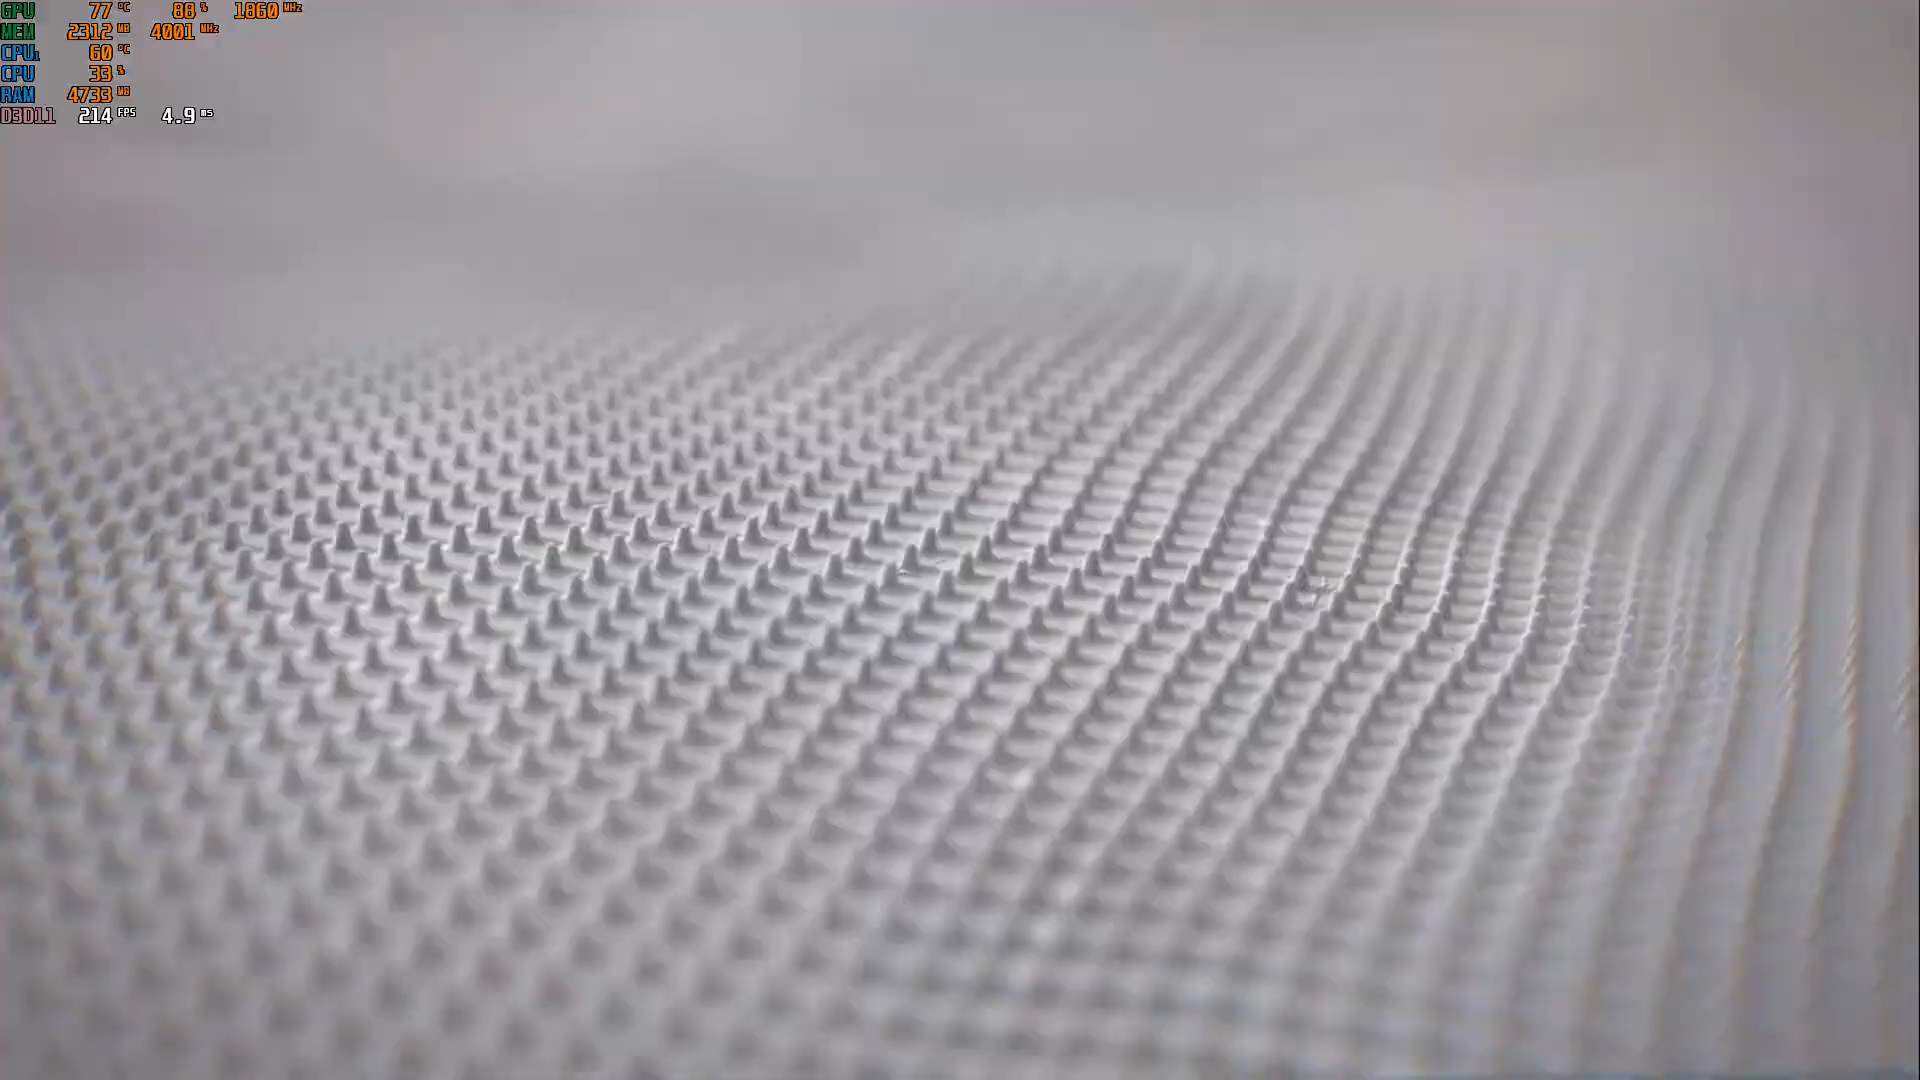 GPU 77 °C 88 % 1860 MHz
MEM 2312 MB 4001 MHz
CPU1 60 °C
CPU 33 %
RAM 4733 MB
D3D11 214 FPS 4.9 ms